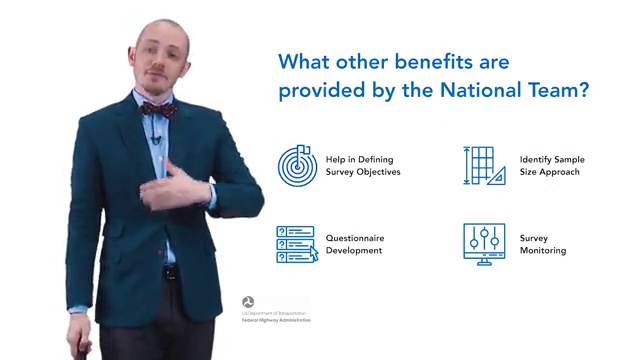 What other benefits are
provided by the National Team?
Help in Defining
Survey Objectives
Identify Sample
Size Approach
Questionnaire
Development
Survey
Monitoring
U.S.Department of Transportation
Federal Highway Administration